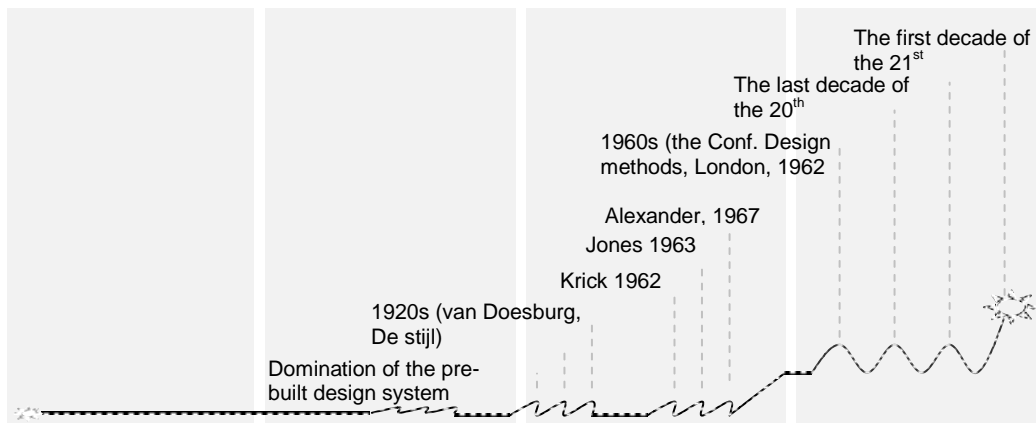 The first decade of
the 21st
The last decade of
the 20th
1960s (the Conf. Design
methods, London, 1962
Alexander, 1967
Jones 1963
Krick 1962
1920s (van Doesburg,
De stijl)
Domination of the pre-
built design system